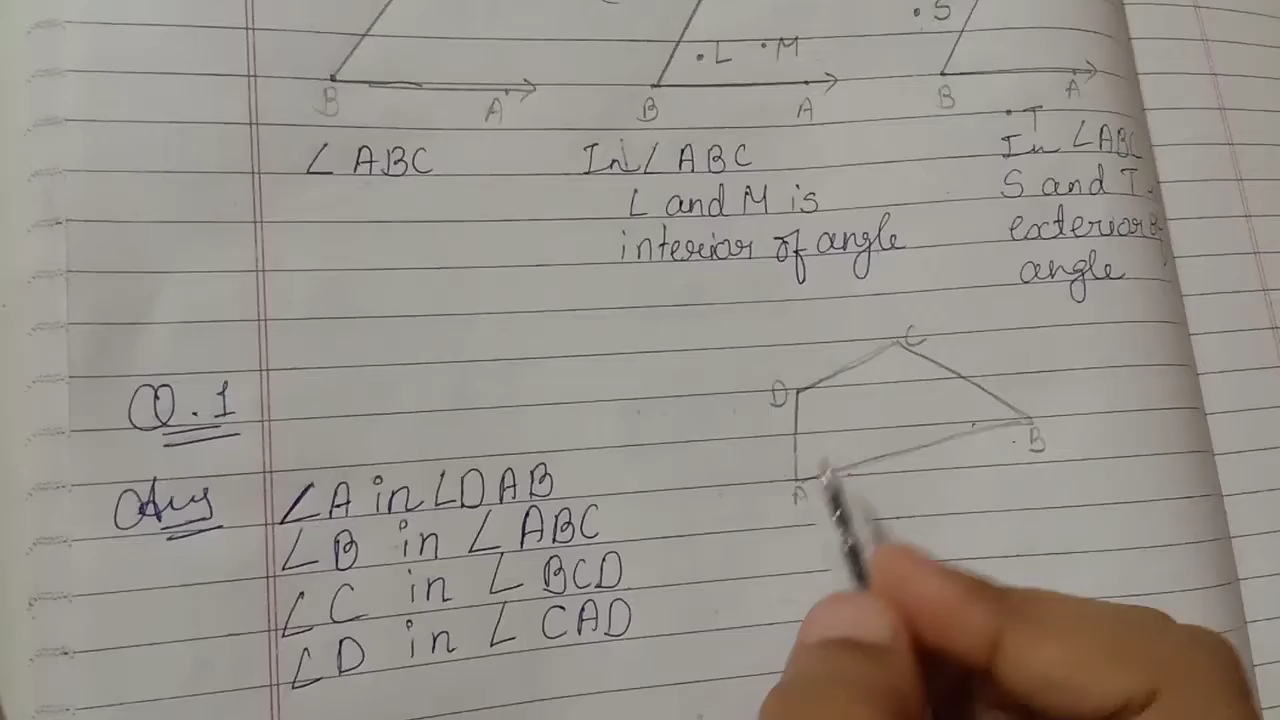 . S
. L . M
B A
B A
B A
. T
∠ ABC
In ∠ ABC
L and M is
interior of angle
In ∠ ABC
S and T.
exterior of
angle
Q.1
C
D
B
A
Ans ∠A in ∠DAB
∠B in ∠ABC
∠C in ∠BCD
∠D in ∠CAD